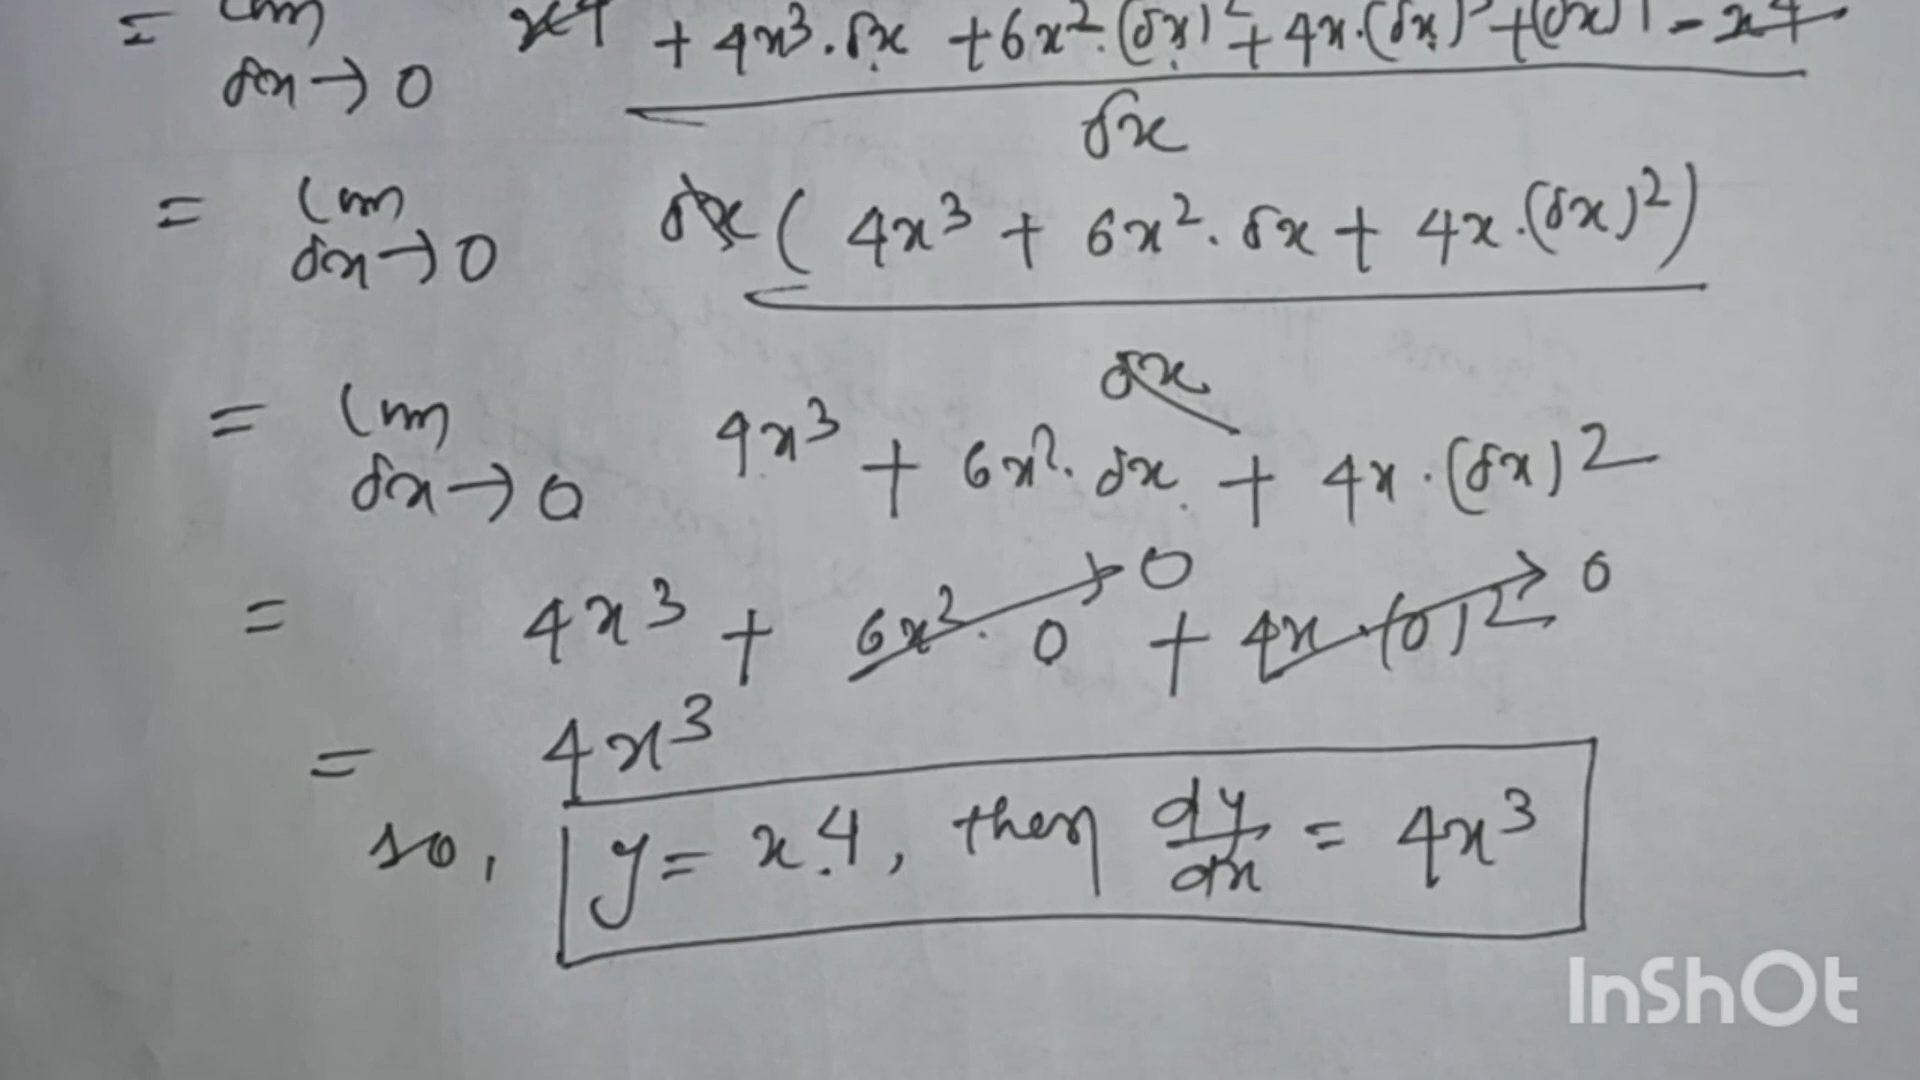 = lim x⁴ + 4x³.δx + 6x².(δx)² + 4x.(δx)³ + (δx)⁴ - x⁴
δx→0
δx
= lim δx ( 4x³ + 6x².δx + 4x.(δx)²)
δx→0
δx
= lim 4x³ + 6x².δx + 4x.(δx)²
δx→0
= 4x³ + 6x².0 →0 + 4x.(0)² →0
= 4x³
so, y = x⁴, then dy/dx = 4x³
InShOt